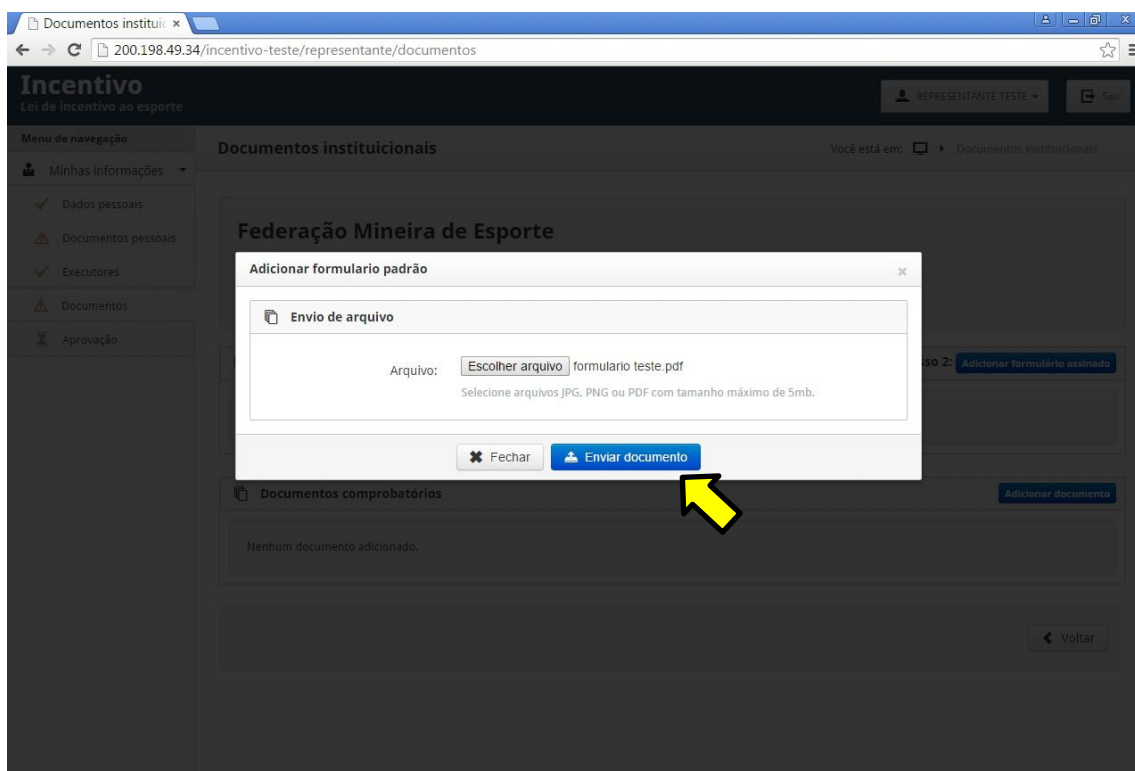 Documentos instituic
200.198.49.34/incentivo-teste/representante/documentos
Incentivo
Lei de incentivo ao esporte
REPRESENTANTE TESTE
Sair
Menu de navegação
Documentos instituicionais
Você está em: Documentos instituicionais
Minhas informações
Dados pessoais
Documentos pessoais
Executores
Documentos
Aprovação
Federação Mineira de Esporte
Adicionar formulario padrão
Envio de arquivo
Arquivo: Escolher arquivo formulario teste.pdf
Selecione arquivos JPG, PNG ou PDF com tamanho máximo de 5mb.
Fechar Enviar documento
sso 2: Adicionar formulário assinado
Documentos comprobatórios
Adicionar documento
Nenhum documento adicionado.
Voltar